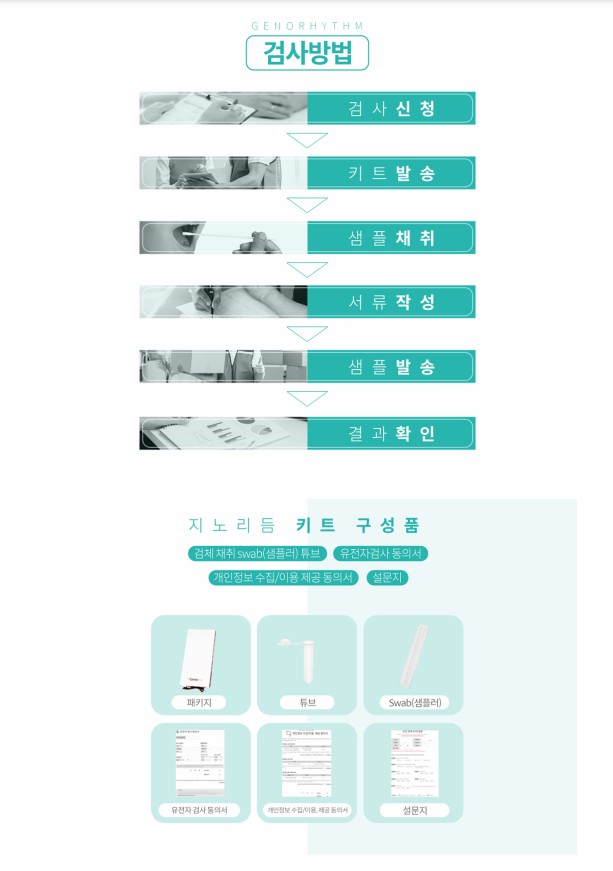 GENORHYTHM
검사방법
검사신청
키트발송
샘플채취
서류작성
샘플발송
결과확인
지노리듬 키트 구성품
검체 채취 swab(샘플러) 튜브 유전자검사 동의서
개인정보 수집/이용 제공 동의서 설문지
패키지 튜브 Swab(샘플러)
유전자 검사 동의서 개인정보 수집/이용, 제공 동의서 설문지